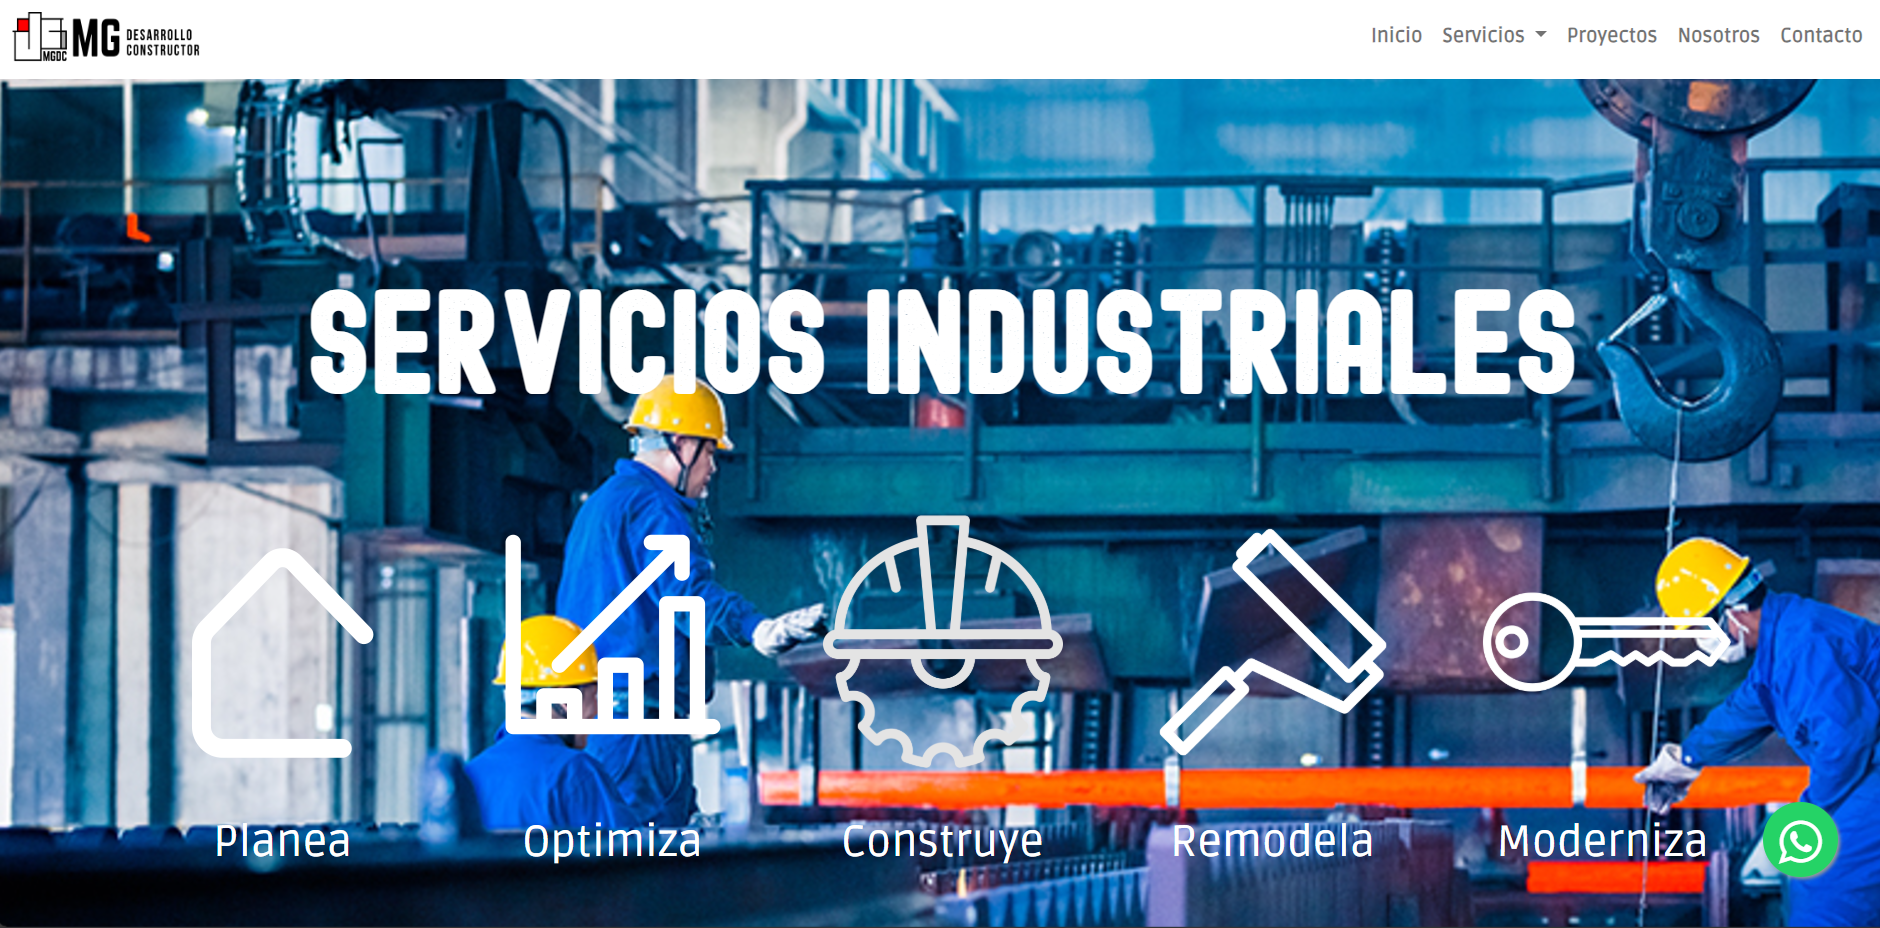 MGDC
MG DESARROLLO
CONSTRUCTOR
Inicio Servicios Proyectos Nosotros Contacto
SERVICIOS INDUSTRIALES
Planea Optimiza Construye Remodela Moderniza